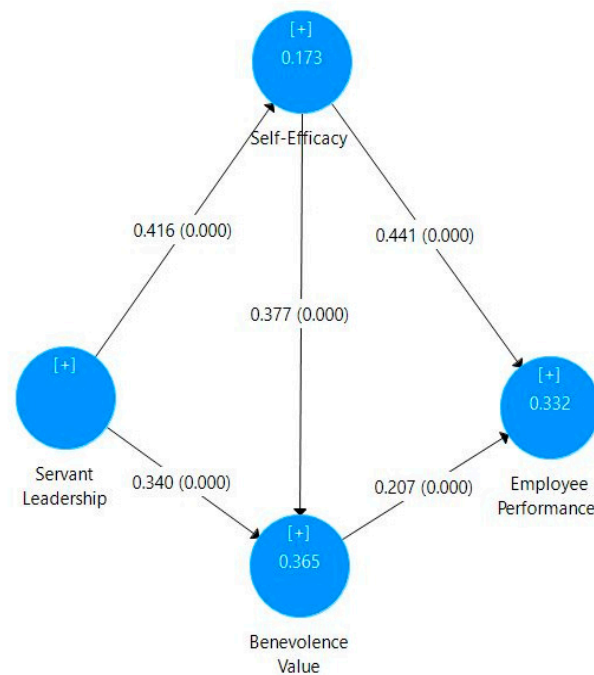 [+]
0.173
Self-Efficacy
0.416 (0.000)
0.441 (0.000)
0.377 (0.000)
[+]
[+]
0.332
Servant
Leadership
0.340 (0.000)
0.207 (0.000)
Employee
Performance
[+]
0.365
Benevolence
Value